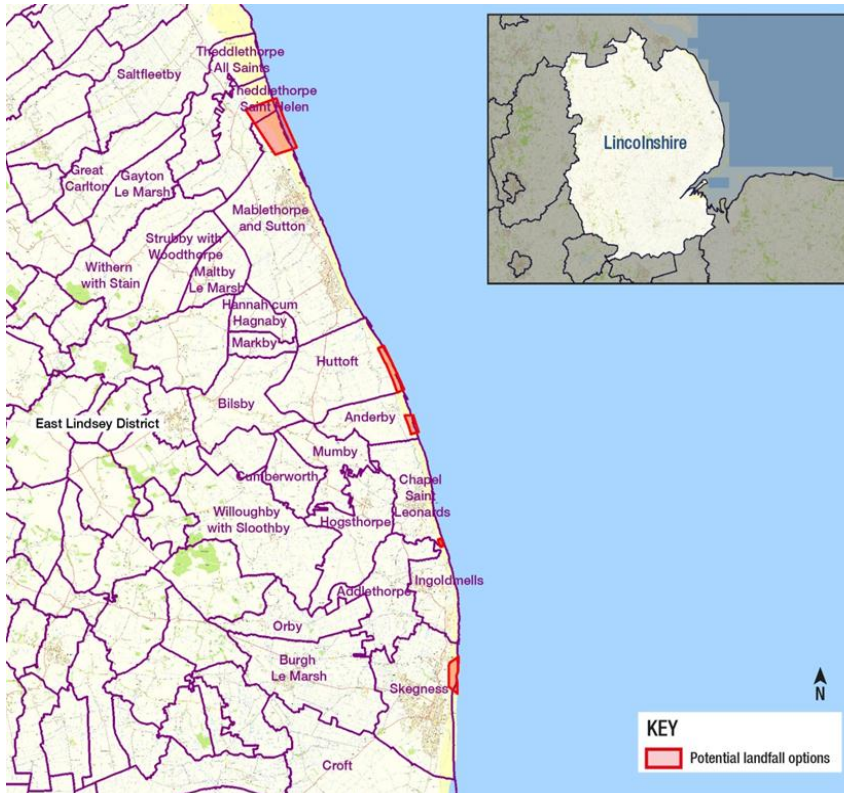 Theddlethorpe
All Saints
Saltfleetby
Theddlethorpe
Saint Helen
Great
Carlton
Gayton
Le Marsh
Mablethorpe
and Sutton
Strubby with
Woodthorpe
Withern
with Stain
Maltby
Le Marsh
Hannah cum
Hagnaby
Markby
Huttoft
Bilsby
Anderby
East Lindsey District
Mumby
Cumberworth
Chapel
Saint
Leonards
Willoughby
with Sloothby
Hogsthorpe
Ingoldmells
Addlethorpe
Orby
Burgh
Le Marsh
Skegness
Croft
Lincolnshire
N
KEY
Potential landfall options